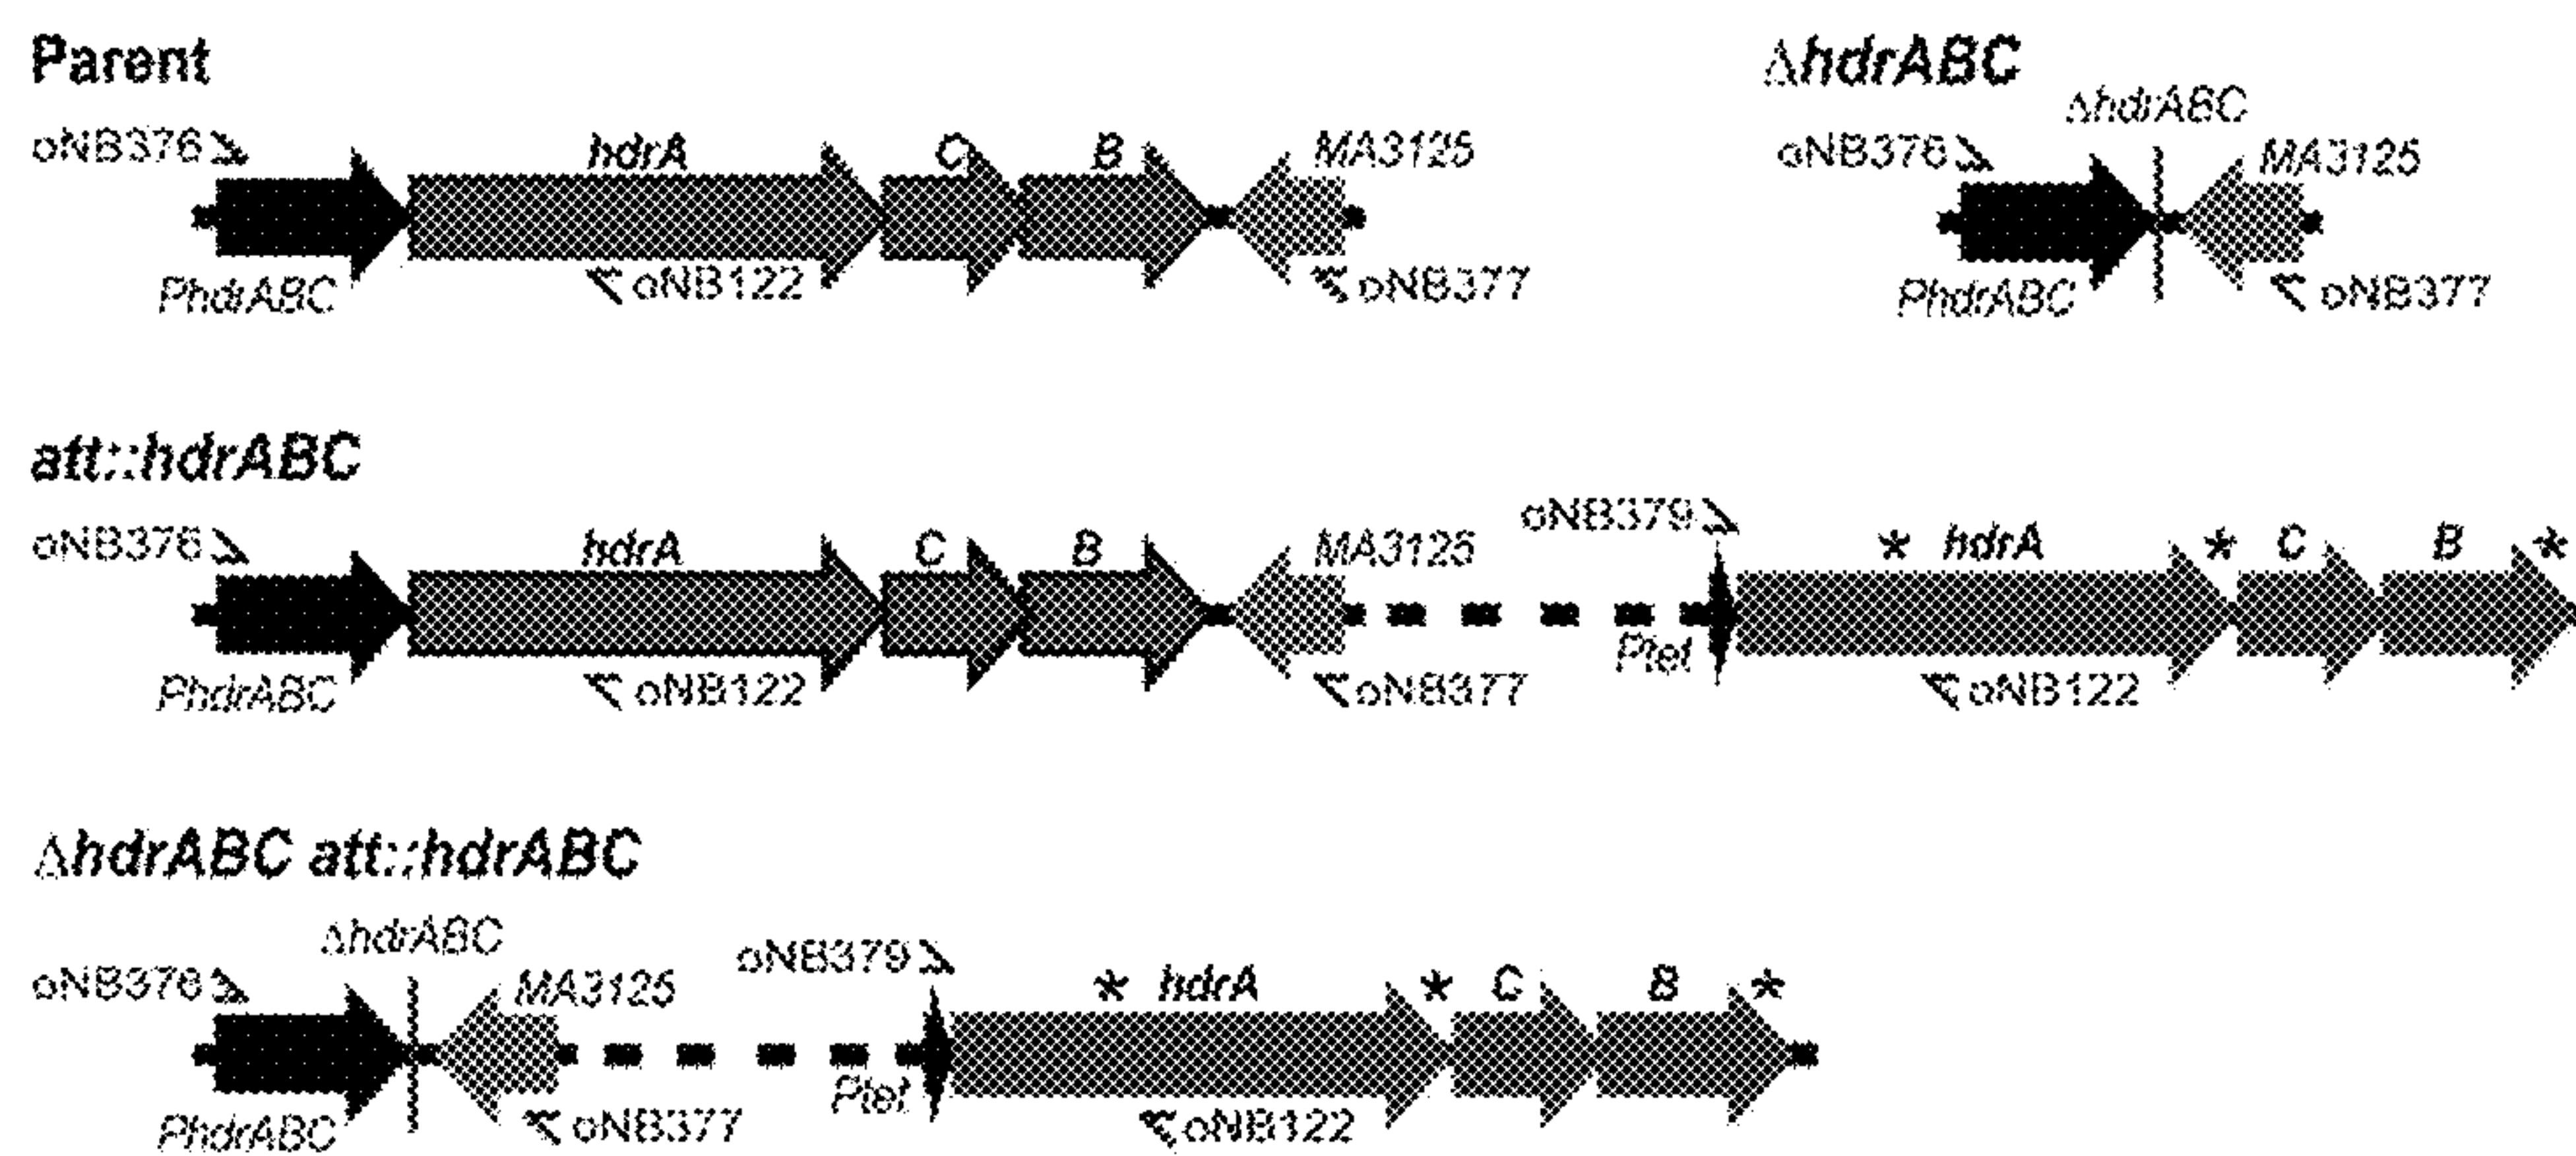 Parent
oNB376 hdrA C B MA3125
PhdrABC oNB122 oNB377
ΔhdrABC
ΔhdrABC
oNB376 MA3125
PhdrABC oNB377
att::hdrABC
oNB379
oNB376 hdrA C B MA3125 * hdrA * C B *
Ptet
PhdrABC oNB122 oNB377 oNB122
ΔhdrABC att::hdrABC
ΔhdrABC
oNB376 MA3125 oNB379 * hdrA * C B *
Ptet
PhdrABC oNB377 oNB122